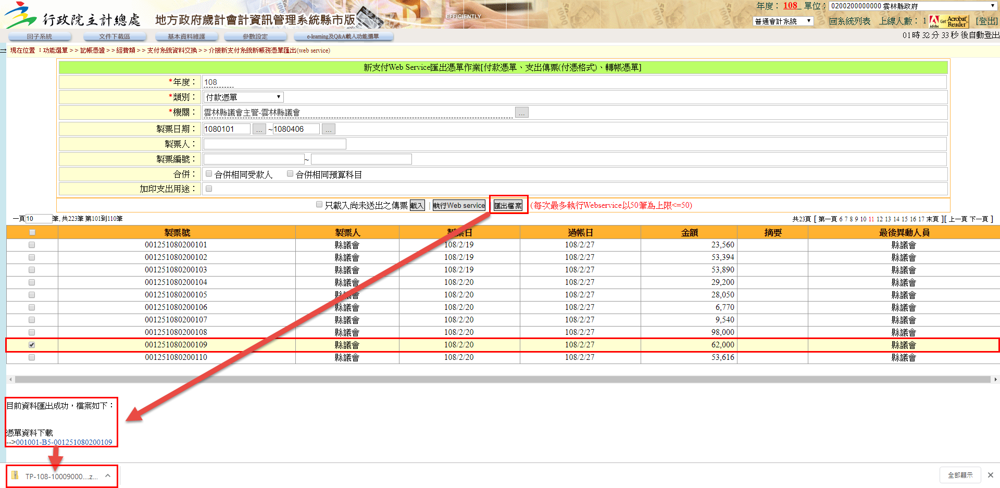 行政院主計總處 地方政府歲計會計資訊管理系統縣市版 EFFICIENTLY 年度： 108 單位： 0200200000000 雲林縣政府
普通會計系統 回系統列表 上線人數： 1 Get Acrobat Reader Adobe [登出]
回子系統 文件下載區 基本資料維護 參數設定 e-learning及Q&A載入功能選單 01時 32分 33秒 後自動登出
現在位置 ：功能選單>>記帳憑證>>經費類>>支付系統資料交換>>介接新支付系統新帳務憑單匯出(web service)
新支付Web Service匯出憑單作業[付款憑單、支出傳票(付憑格式)、轉帳憑單]
*年度： 108
*類別： 付款憑單
*機關： 雲林縣議會主管-雲林縣議會 ...
製票日期： 1080101 ... ~1080406 ...
製票人：
製票編號： ~
合併： 合併相同受款人 合併相同預算科目
加印支出用途：
只載入尚未送出之傳票 載入 | 執行Web service 匯出檔案 (每次最多執行Webservice以50筆為上限<=50)
一頁10 筆, 共223筆 第101到110筆 共23頁 [ 第一頁 6 7 8 9 10 11 12 13 14 15 16 17 末頁 ][ 上一頁 下一頁 ]
製票號 製票人 製票日 過帳日 金額 摘要 最後異動人員
001251080200101 縣議會 108/2/19 108/2/27 23,560 縣議會
001251080200102 縣議會 108/2/19 108/2/27 53,394 縣議會
001251080200103 縣議會 108/2/19 108/2/27 53,890 縣議會
001251080200104 縣議會 108/2/20 108/2/27 29,200 縣議會
001251080200105 縣議會 108/2/20 108/2/27 28,050 縣議會
001251080200106 縣議會 108/2/20 108/2/27 6,770 縣議會
001251080200107 縣議會 108/2/20 108/2/27 9,540 縣議會
001251080200108 縣議會 108/2/20 108/2/27 98,000 縣議會
001251080200109 縣議會 108/2/20 108/2/27 62,000 縣議會
001251080200110 縣議會 108/2/20 108/2/27 53,616 縣議會
目前資料匯出成功，檔案如下：
憑單資料下載
-->001001-B5-001251080200109
TP-108-10009000....z... 全部顯示